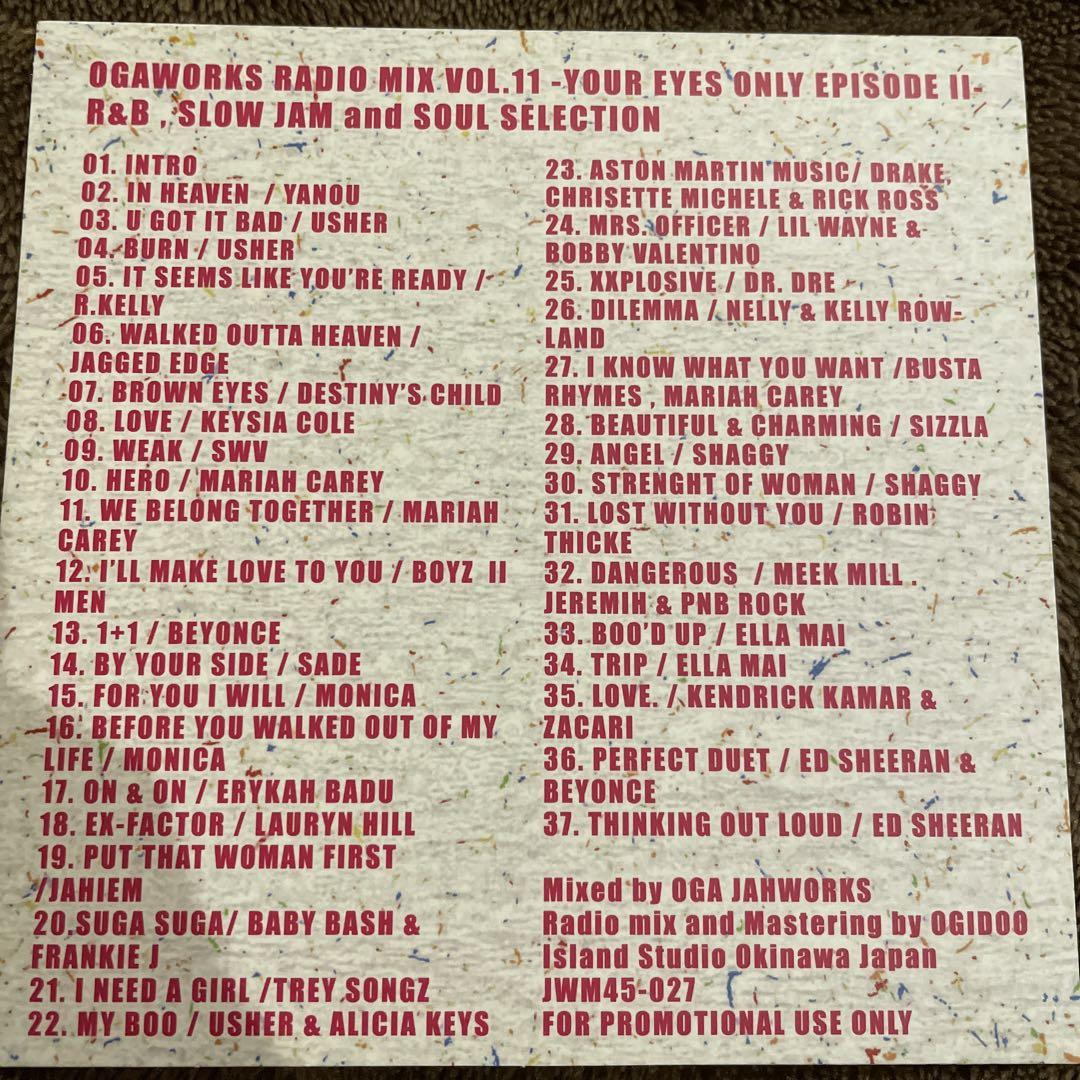 OGAWORKS RADIO MIX VOL.11 -YOUR EYES ONLY EPISODE II-
R&B , SLOW JAM and SOUL SELECTION
01. INTRO
02. IN HEAVEN / YANOU
03. U GOT IT BAD / USHER
04. BURN / USHER
05. IT SEEMS LIKE YOU'RE READY /
R.KELLY
06. WALKED OUTTA HEAVEN /
JAGGED EDGE
07. BROWN EYES / DESTINY'S CHILD
08. LOVE / KEYSIA COLE
09. WEAK / SWV
10. HERO / MARIAH CAREY
11. WE BELONG TOGETHER / MARIAH
CAREY
12. I'LL MAKE LOVE TO YOU / BOYZ II
MEN
13. 1+1 / BEYONCE
14. BY YOUR SIDE / SADE
15. FOR YOU I WILL / MONICA
16. BEFORE YOU WALKED OUT OF MY
LIFE / MONICA
17. ON & ON / ERYKAH BADU
18. EX-FACTOR / LAURYN HILL
19. PUT THAT WOMAN FIRST
/JAHIEM
20.SUGA SUGA/ BABY BASH &
FRANKIE J
21. I NEED A GIRL /TREY SONGZ
22. MY BOO / USHER & ALICIA KEYS
23. ASTON MARTIN MUSIC/ DRAKE,
CHRISETTE MICHELE & RICK ROSS
24. MRS. OFFICER / LIL WAYNE &
BOBBY VALENTINO
25. XXPLOSIVE / DR. DRE
26. DILEMMA / NELLY & KELLY ROW-
LAND
27. I KNOW WHAT YOU WANT /BUSTA
RHYMES , MARIAH CAREY
28. BEAUTIFUL & CHARMING / SIZZLA
29. ANGEL / SHAGGY
30. STRENGHT OF WOMAN / SHAGGY
31. LOST WITHOUT YOU / ROBIN
THICKE
32. DANGEROUS / MEEK MILL .
JEREMIH & PNB ROCK
33. BOO'D UP / ELLA MAI
34. TRIP / ELLA MAI
35. LOVE. / KENDRICK KAMAR &
ZACARI
36. PERFECT DUET / ED SHEERAN &
BEYONCE
37. THINKING OUT LOUD / ED SHEERAN
Mixed by OGA JAHWORKS
Radio mix and Mastering by OGIDOO
island Studio Okinawa Japan
JWM45-027
FOR PROMOTIONAL USE ONLY